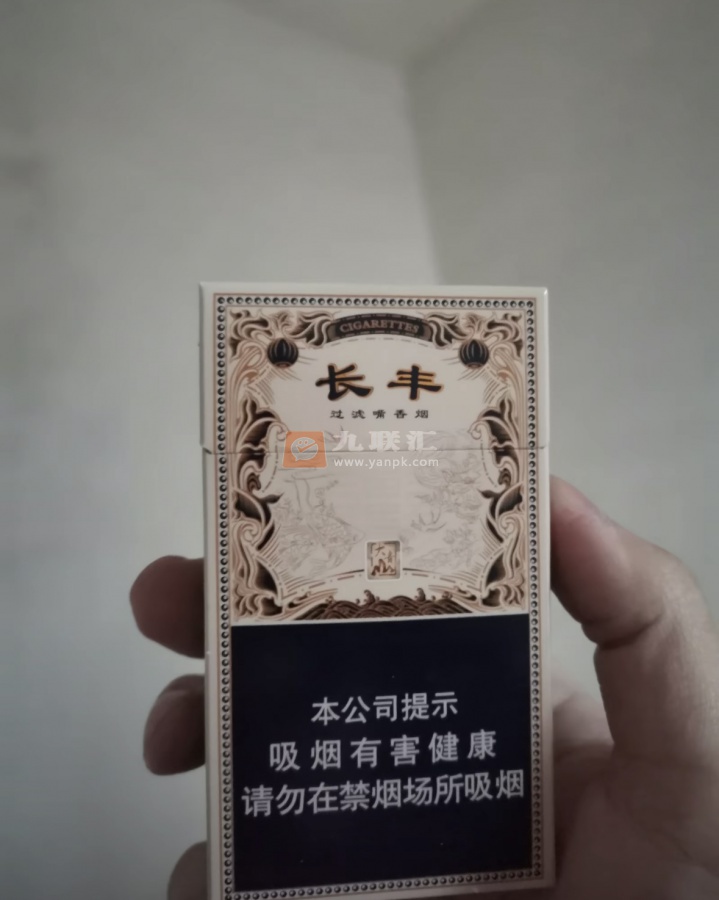 CIGARETTES
长丰
过滤嘴香烟
九联汇
www.yanpk.com
本公司提示
吸烟有害健康
请勿在禁烟场所吸烟